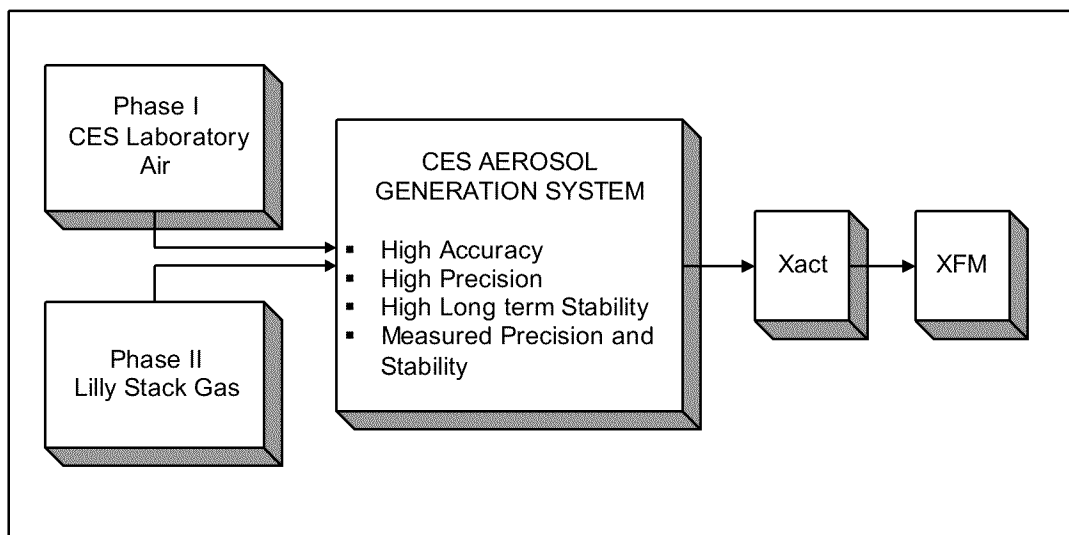 Phase I
CES Laboratory
Air
Phase II
Lilly Stack Gas
CES AEROSOL
GENERATION SYSTEM
▪ High Accuracy
▪ High Precision
▪ High Long term Stability
▪ Measured Precision and
Stability
Xact
XFM